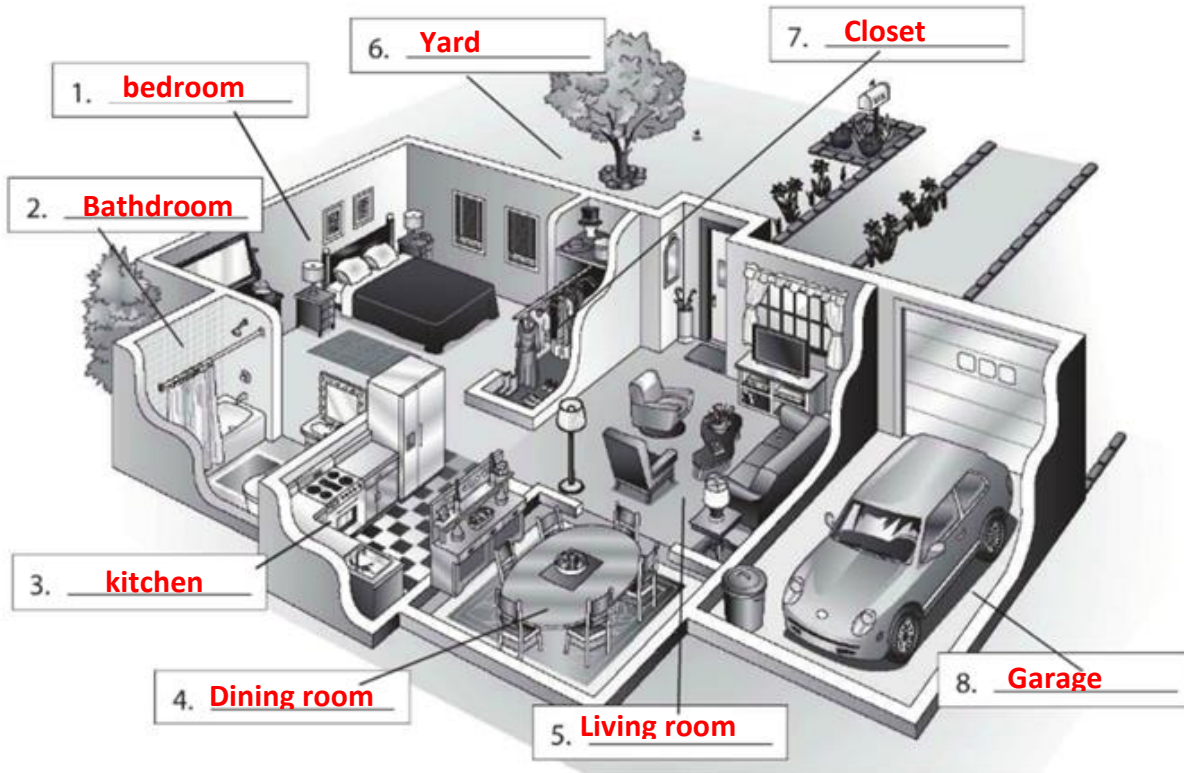 1. bedroom
2. Bathdroom
3. kitchen
4. Dining room
5. Living room
6. Yard
7. Closet
8. Garage